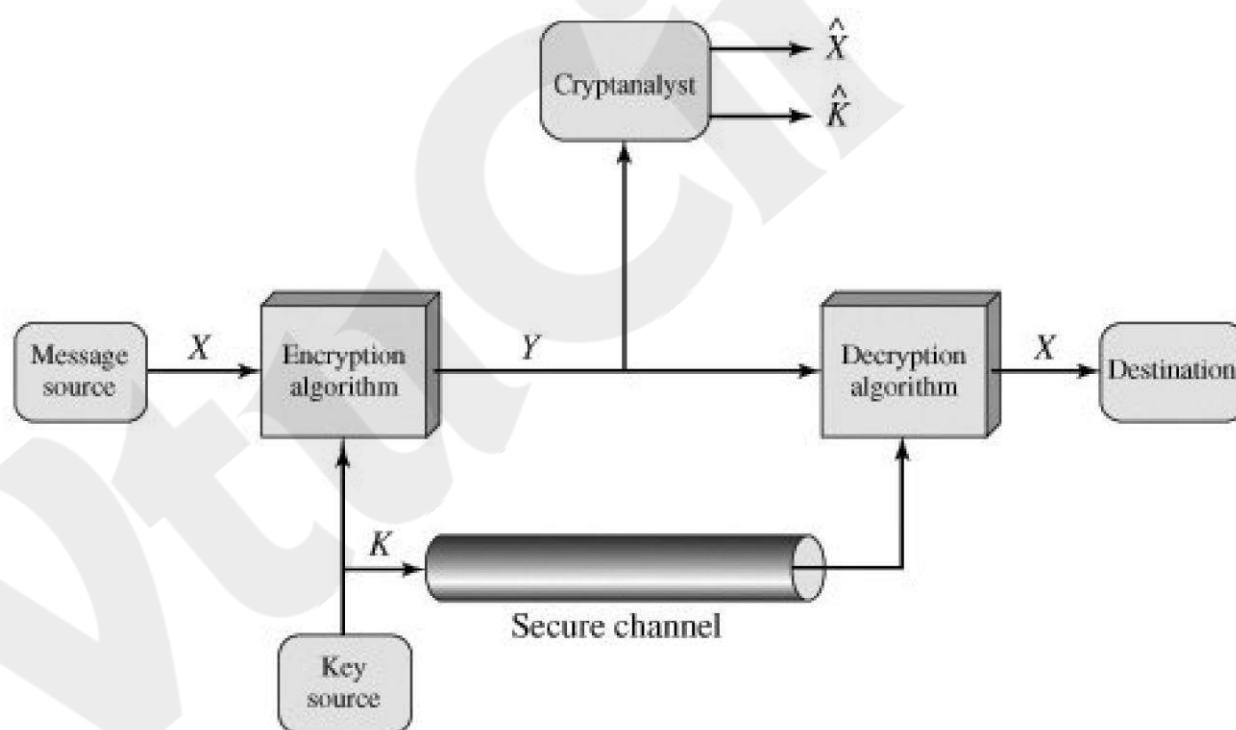 X̂
Cryptanalyst
K̂
Message
source
X
Encryption
algorithm
Y
Decryption
algorithm
X
Destination
K
Secure channel
Key
source